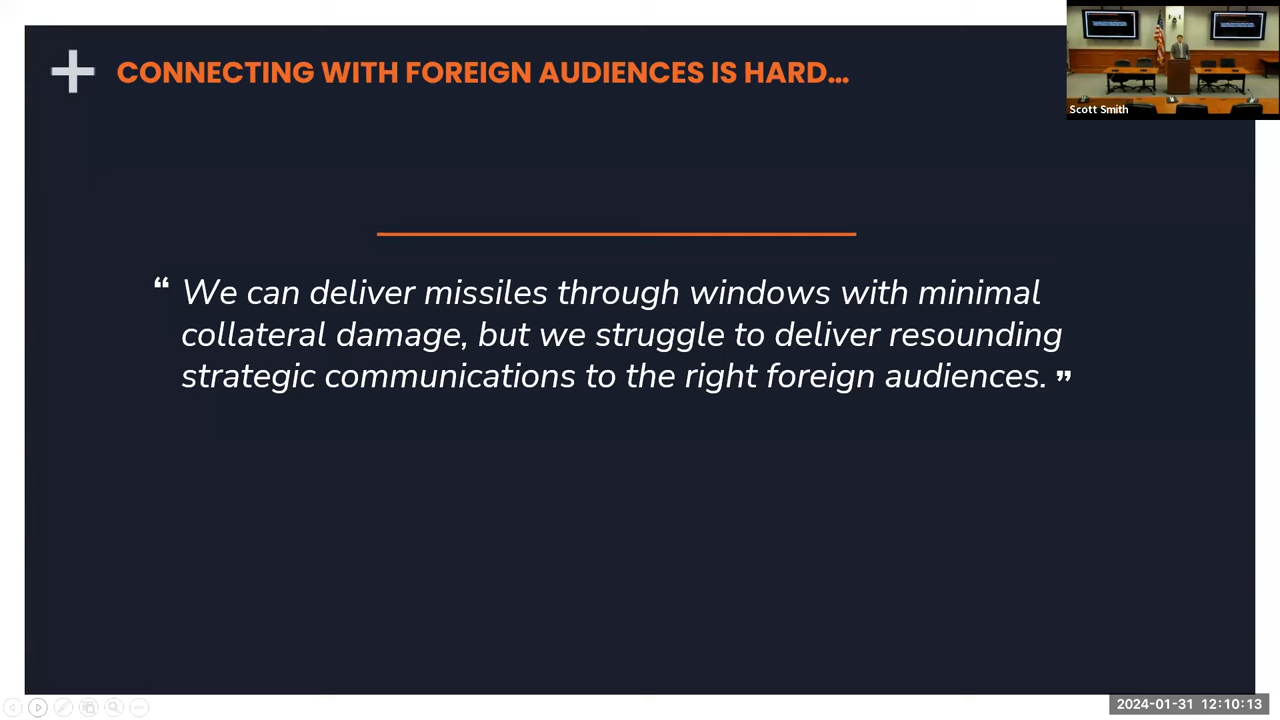 CONNECTING WITH FOREIGN AUDIENCES IS HARD...
Scott Smith
“ We can deliver missiles through windows with minimal
collateral damage, but we struggle to deliver resounding
strategic communications to the right foreign audiences. ”
2024-01-31 12:10:13